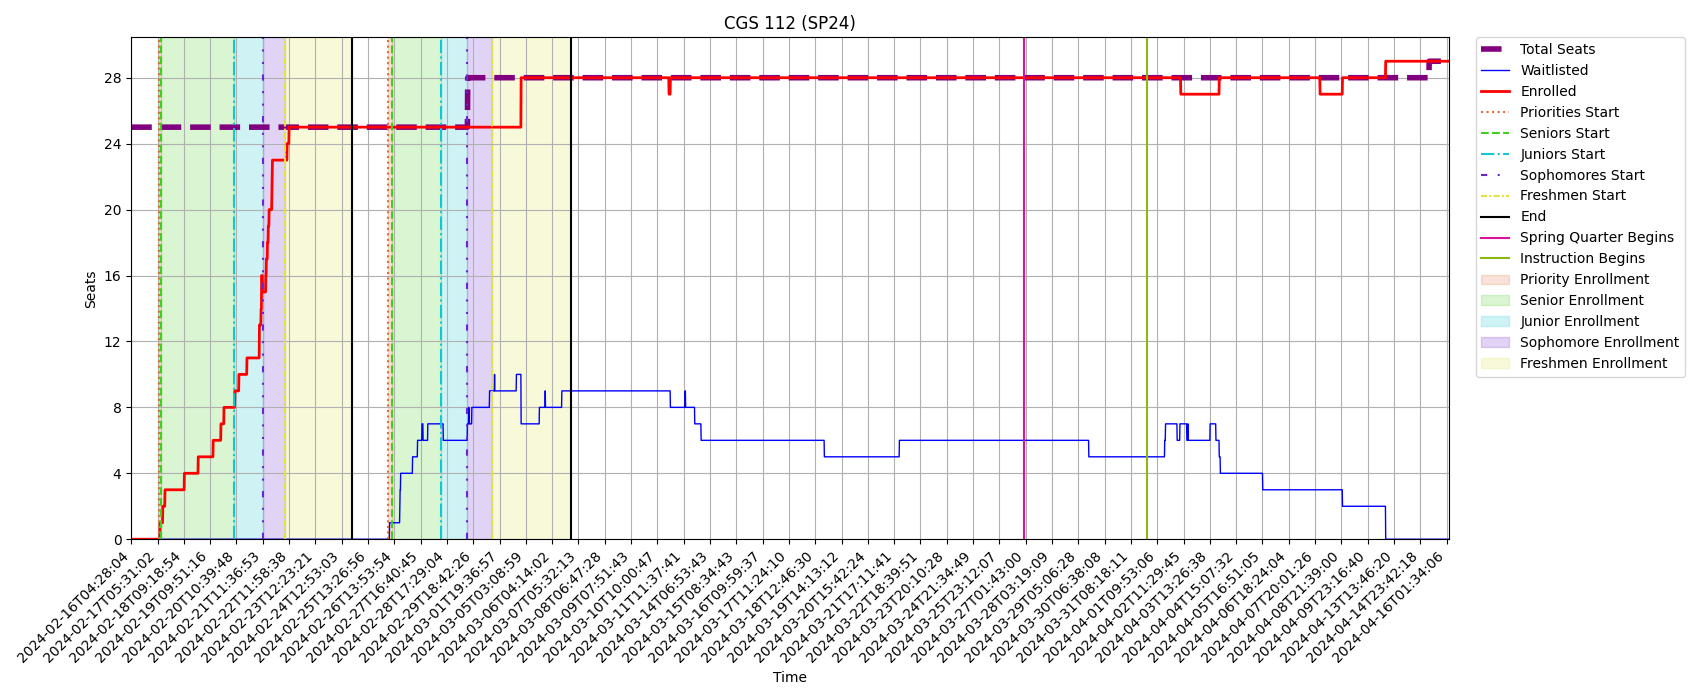 CGS 112 (SP24)
Seats
28
24
20
16
12
8
4
0
2024-02-16T04:28:04
2024-02-17T05:31:02
2024-02-18T09:18:54
2024-02-19T09:51:16
2024-02-20T10:39:48
2024-02-21T11:36:53
2024-02-22T11:58:38
2024-02-23T12:23:21
2024-02-24T12:53:03
2024-02-25T13:26:56
2024-02-26T13:53:54
2024-02-27T16:40:45
2024-02-28T17:29:04
2024-02-29T18:42:26
2024-03-01T19:36:57
2024-03-05T03:08:59
2024-03-06T04:14:02
2024-03-07T05:32:13
2024-03-08T06:47:28
2024-03-09T07:51:43
2024-03-10T10:00:47
2024-03-11T11:37:41
2024-03-14T06:53:45
2024-03-15T08:34:43
2024-03-16T09:59:37
2024-03-17T11:24:10
2024-03-18T12:46:30
2024-03-19T14:13:12
2024-03-20T15:42:24
2024-03-21T17:11:41
2024-03-22T18:39:51
2024-03-23T20:10:28
2024-03-24T21:34:49
2024-03-25T23:12:07
2024-03-27T01:43:00
2024-03-28T03:19:09
2024-03-29T05:06:28
2024-03-30T06:38:08
2024-03-31T08:18:11
2024-04-01T09:53:06
2024-04-02T11:29:45
2024-04-03T13:26:38
2024-04-04T15:07:32
2024-04-05T16:51:05
2024-04-06T18:24:04
2024-04-07T20:01:26
2024-04-08T21:39:00
2024-04-09T23:16:40
2024-04-13T13:46:20
2024-04-14T23:42:18
2024-04-16T01:34:06
Time
Total Seats
Waitlisted
Enrolled
Priorities Start
Seniors Start
Juniors Start
Sophomores Start
Freshmen Start
End
Spring Quarter Begins
Instruction Begins
Priority Enrollment
Senior Enrollment
Junior Enrollment
Sophomore Enrollment
Freshmen Enrollment